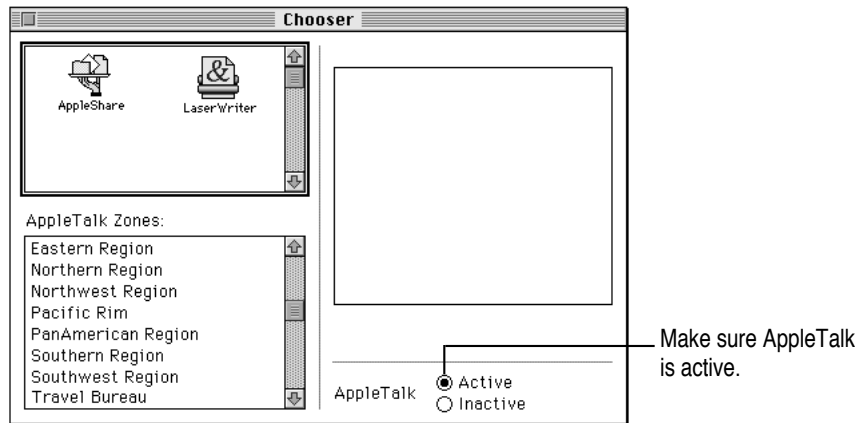 Chooser
AppleShare
LaserWriter
AppleTalk Zones:
Eastern Region
Northern Region
Northwest Region
Pacific Rim
PanAmerican Region
Southern Region
Southwest Region
Travel Bureau
AppleTalk
Active
Inactive
Make sure AppleTalk
is active.